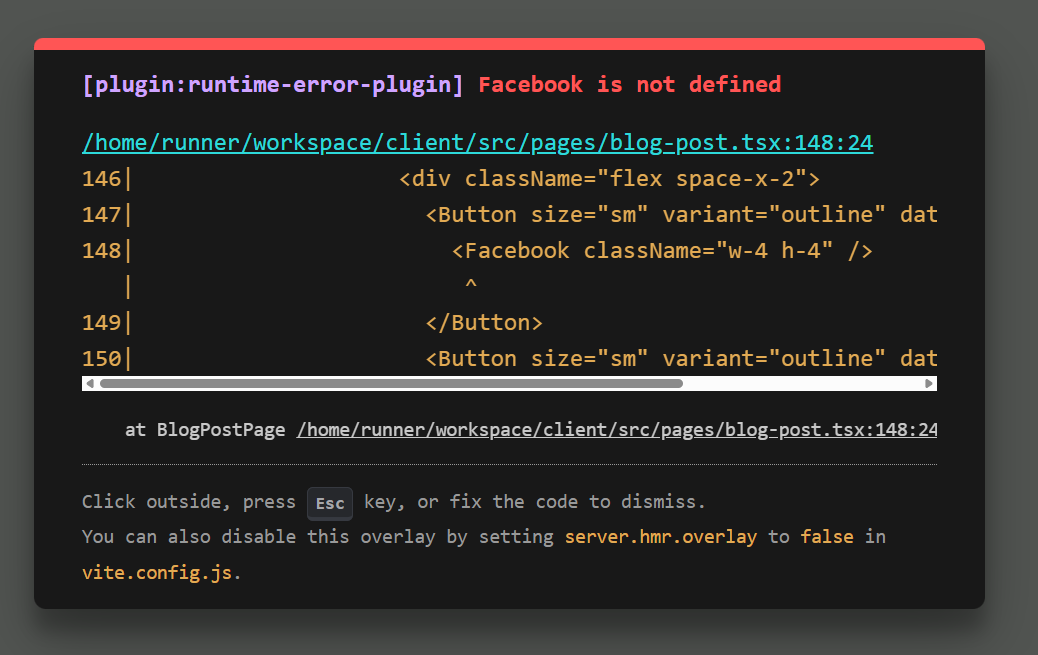 [plugin:runtime-error-plugin] Facebook is not defined
/home/runner/workspace/client/src/pages/blog-post.tsx:148:24
146|                    <div className="flex space-x-2">
147|                      <Button size="sm" variant="outline" dat
148|                        <Facebook className="w-4 h-4" />
   |                         ^
149|                      </Button>
150|                      <Button size="sm" variant="outline" dat
at BlogPostPage /home/runner/workspace/client/src/pages/blog-post.tsx:148:24
Click outside, press Esc key, or fix the code to dismiss.
You can also disable this overlay by setting server.hmr.overlay to false in
vite.config.js.